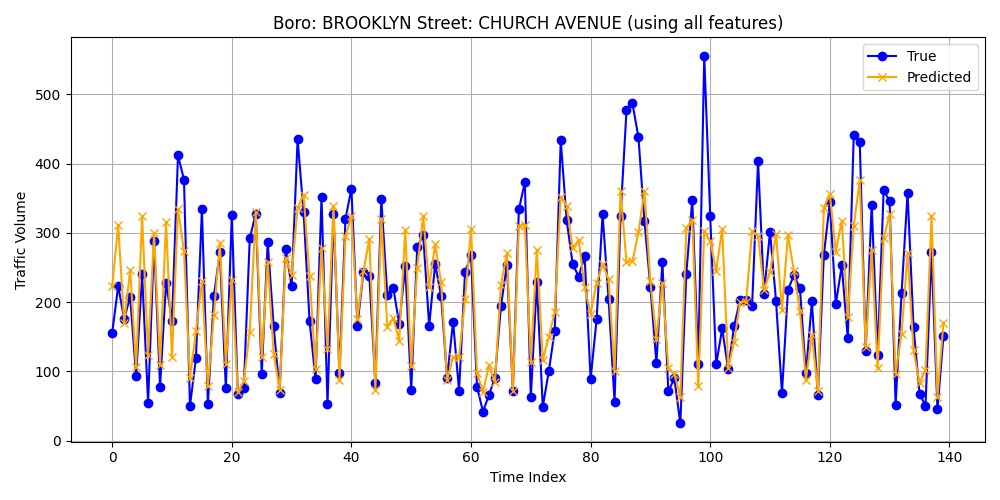 Boro: BROOKLYN Street: CHURCH AVENUE (using all features)
True
Predicted
Traffic Volume
500
400
300
200
100
0
0 20 40 60 80 100 120 140
Time Index